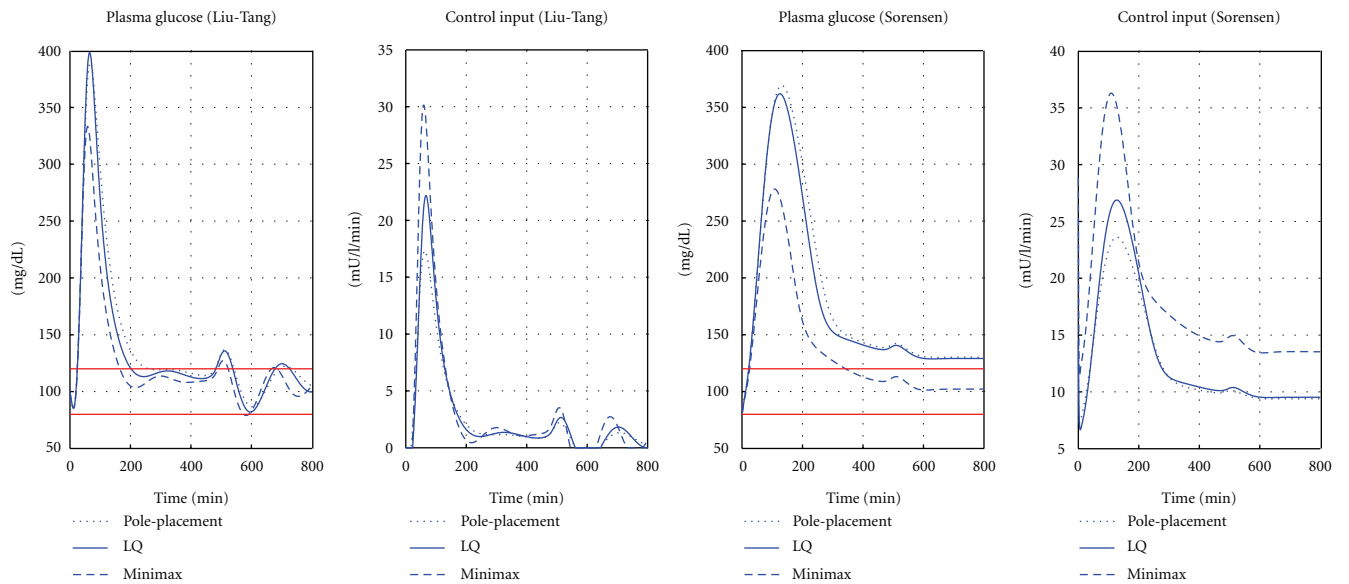 Plasma glucose (Liu-Tang)
400
350
300
250
200
150
100
50
(mg/dL)
0 200 400 600 800
Time (min)
Pole-placement
LQ
Minimax
Control input (Liu-Tang)
35
30
25
20
15
10
5
0
(mU/l/min)
0 200 400 600 800
Time (min)
Pole-placement
LQ
Minimax
Plasma glucose (Sorensen)
400
350
300
250
200
150
100
50
(mg/dL)
0 200 400 600 800
Time (min)
Pole-placement
LQ
Minimax
Control input (Sorensen)
40
35
30
25
20
15
10
5
(mU/l/min)
0 200 400 600 800
Time (min)
Pole-placement
LQ
Minimax